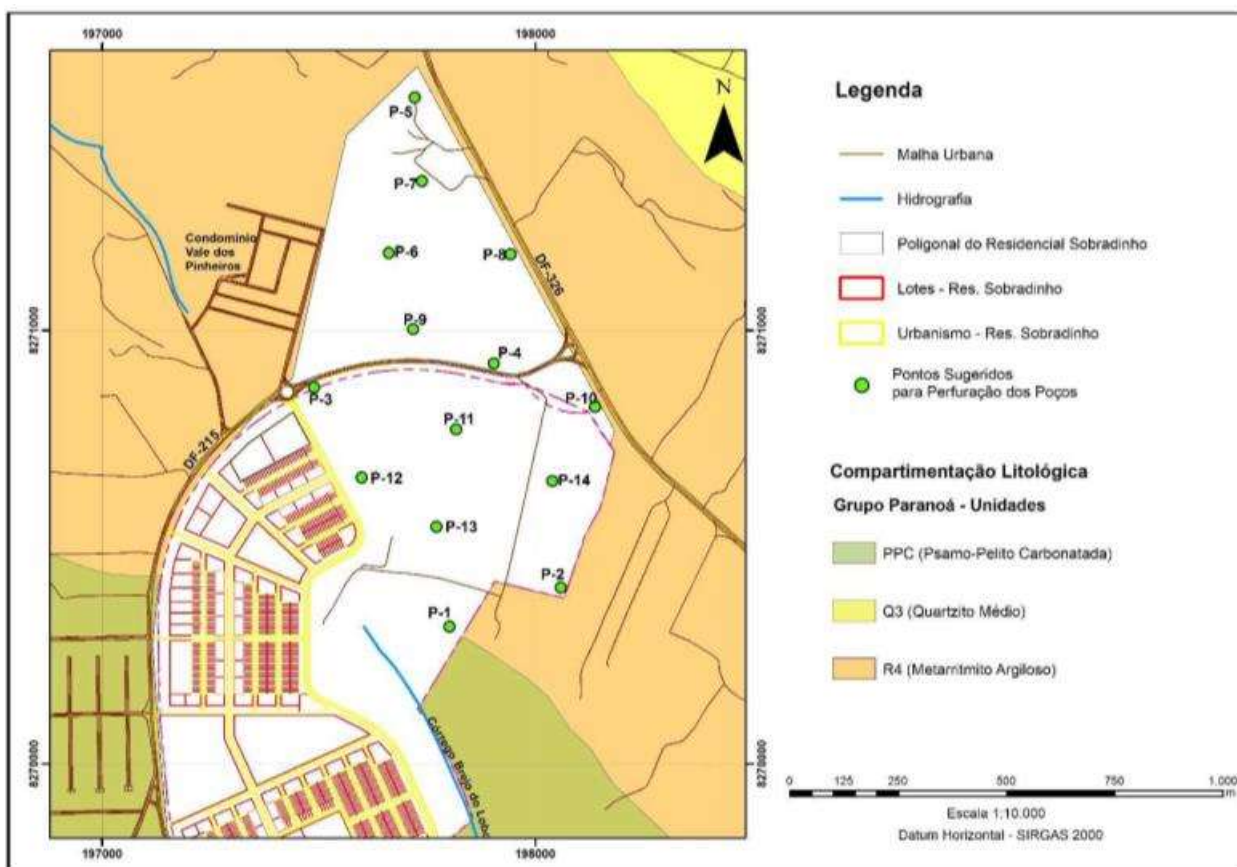 197000
198000
N
P-5
P-7
Condomínio
Vale dos
Pinheiros
P-6
P-8
DF-326
8271000
8271000
P-9
P-4
P-3
P-10
DF-215
P-11
P-12
P-14
P-13
P-2
P-1
Córrego Brejo do Lobo
8270000
8270000
197000
198000
Legenda
Malha Urbana
Hidrografia
Poligonal do Residencial Sobradinho
Lotes - Res. Sobradinho
Urbanismo - Res. Sobradinho
Pontos Sugeridos
para Perfuração dos Poços
Compartimentação Litológica
Grupo Paranoá - Unidades
PPC (Psamo-Pelito Carbonatada)
Q3 (Quartzito Médio)
R4 (Metarritmito Argiloso)
0 125 250 500 750 1.000
m
Escala 1:10.000
Datum Horizontal - SIRGAS 2000